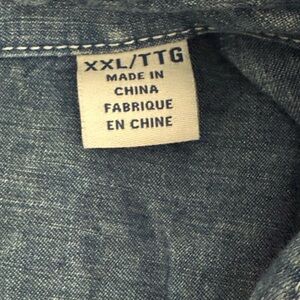 XXL/TTG
MADE IN
CHINA
FABRIQUE
EN CHINE